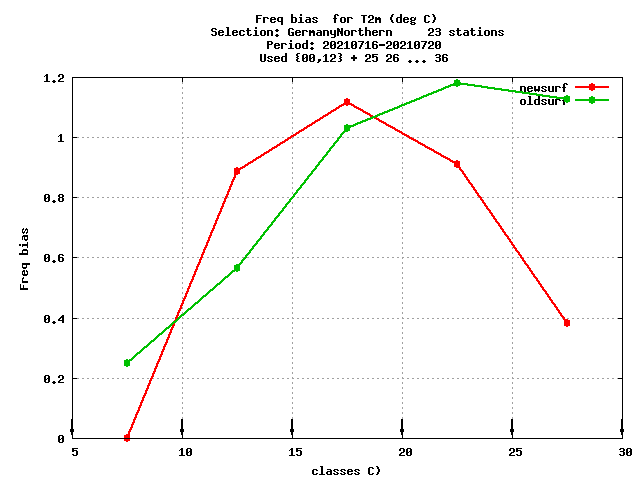 Freq bias  for T2m (deg C)
Selection: GermanyNorthern     23 stations
Period: 20210716-20210720
Used {00,12} + 25 26 ... 36
newsurf
oldsurf
1.2
1
0.8
0.6
0.4
0.2
0
Freq bias
5 10 15 20 25 30
classes C)